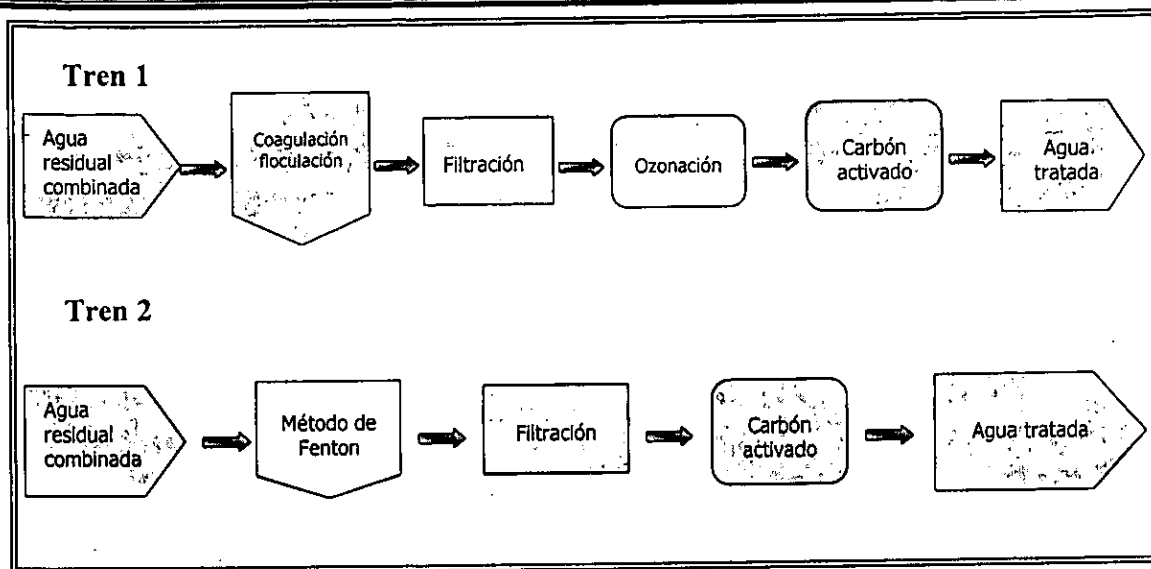 Tren 1
Agua
residual
combinada
Coagulación
floculación
Filtración
Ozonación
Carbón
activado
Agua
tratada
Tren 2
Agua
residual
combinada
Método de
Fenton
Filtración
Carbón
activado
Agua tratada